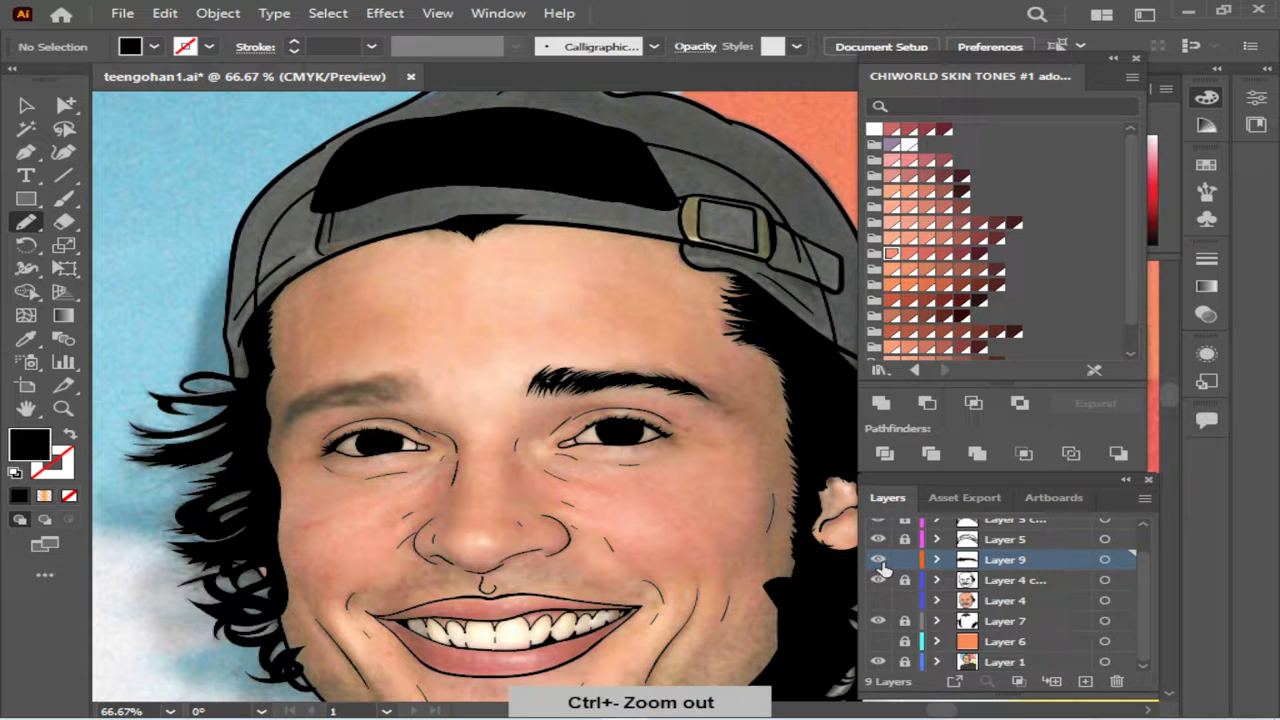 Ai File Edit Object Type Select Effect View Window Help
No Selection Stroke: Calligraphic... Opacity Style: Document Setup Preferences
teengohan1.ai* @ 66.67 % (CMYK/Preview)
CHIWORLD SKIN TONES #1 ado...
Expand
Pathfinders:
Layers Asset Export Artboards
Layer 5 c...
Layer 5
Layer 9
Layer 4 c...
Layer 4
Layer 7
Layer 6
Layer 1
9 Layers
Ctrl+- Zoom out
66.67% 0° 1